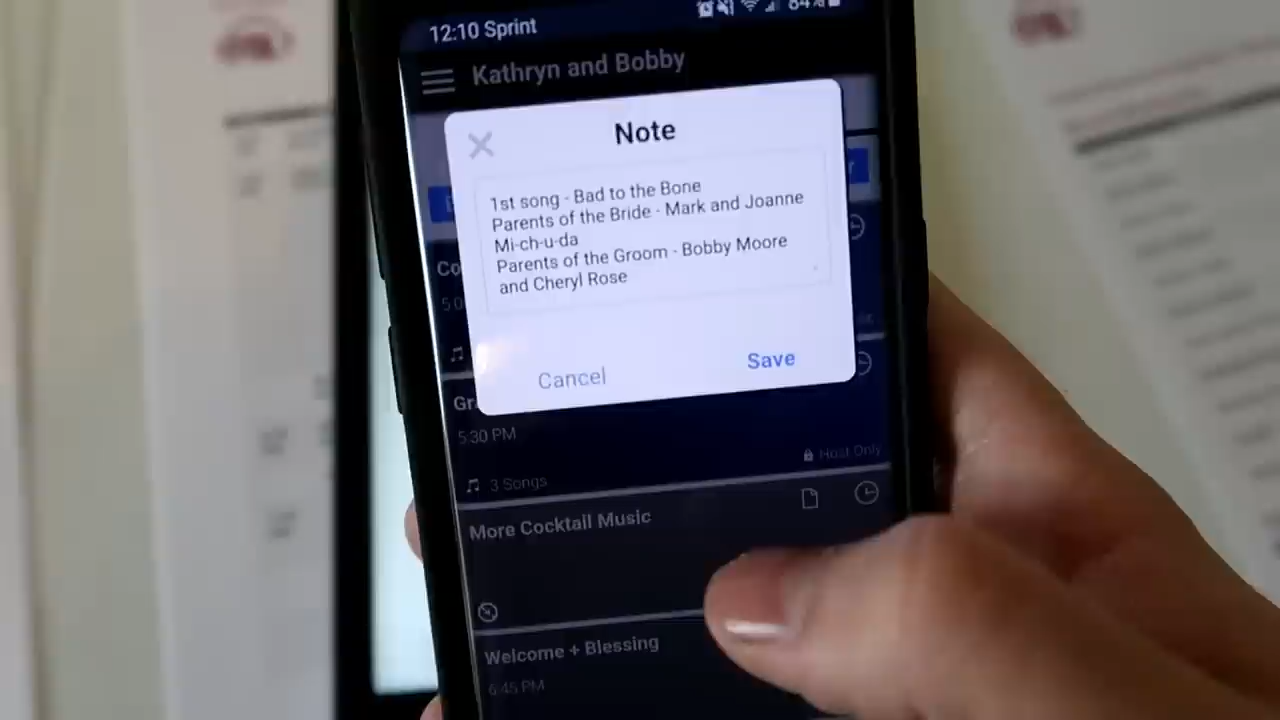 12:10 Sprint
84%
Kathryn and Bobby
Note
1st song - Bad to the Bone
Parents of the Bride - Mark and Joanne
Mi-ch-u-da
Parents of the Groom - Bobby Moore
and Cheryl Rose
Cancel
Save
5:30 PM
Host Only
3 Songs
More Cocktail Music
Welcome + Blessing
6:45 PM